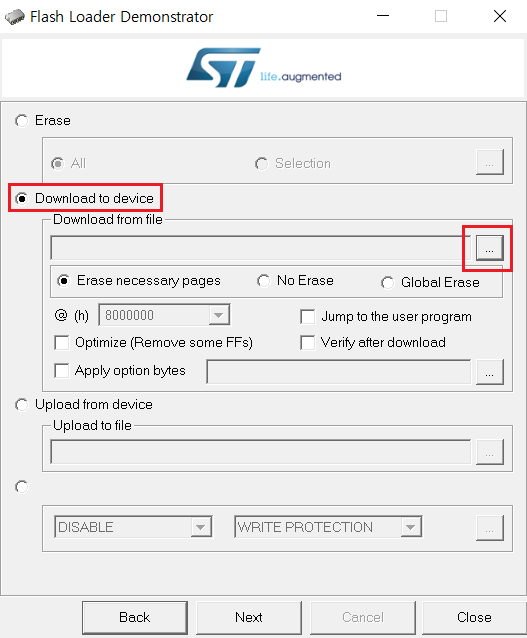 Flash Loader Demonstrator
ST life.augmented
Erase
All Selection ...
Download to device
Download from file
...
Erase necessary pages No Erase Global Erase
@ (h) 8000000 Jump to the user program
Optimize (Remove some FFs) Verify after download
Apply option bytes ...
Upload from device
Upload to file
...
DISABLE WRITE PROTECTION ...
Back Next Cancel Close